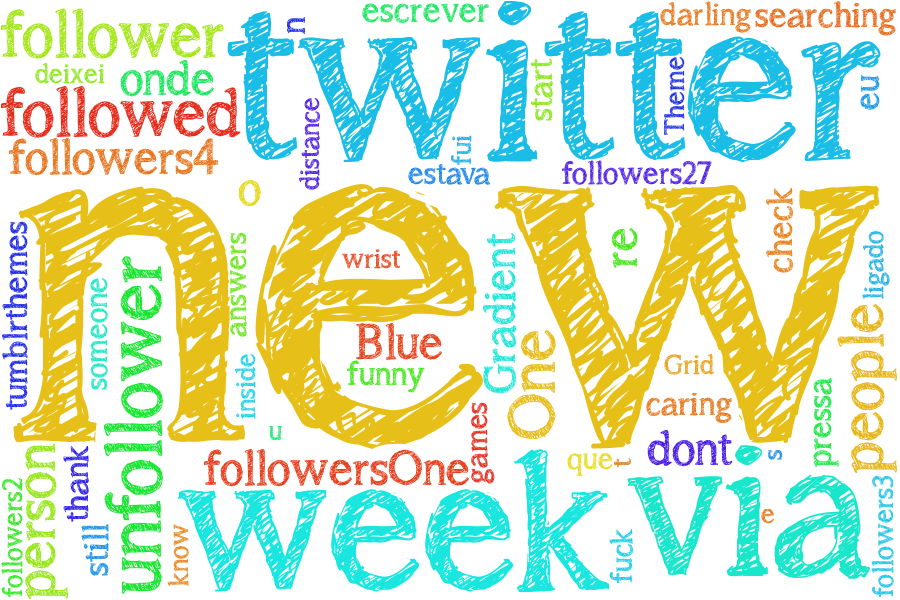 follower
twitter
n
escrever
darling
searching
deixei
onde
followed
followers4
distance
fui
estava
start
Theme
followers27
eu
new
o
tumblrthemes
someone
unfollower
answers
inside
wrist
Blue
funny
Gradient
One
re
Grid
caring
check
ligado
people
pressa
u
games
followersOne
que
t
dont
s
followers2
person
thank
still
know
week
fuck
via
e
followers3